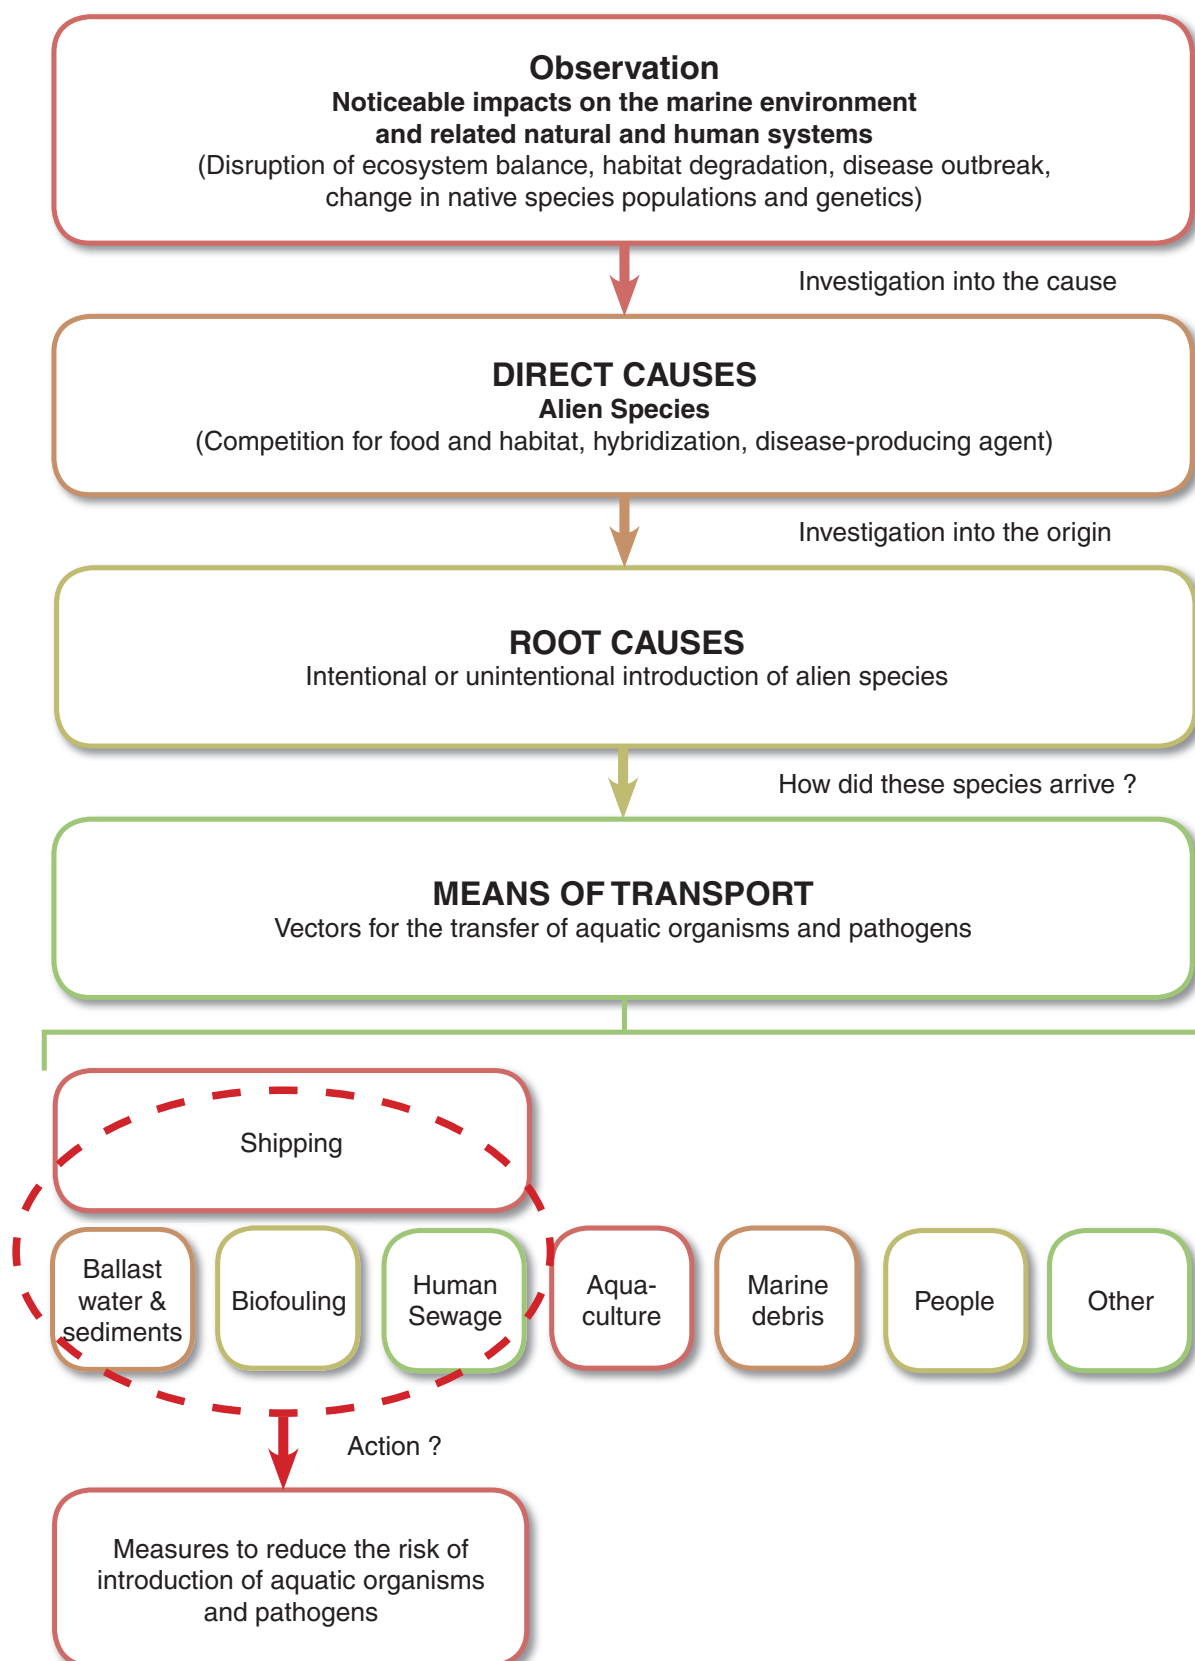 Observation
Noticeable impacts on the marine environment
and related natural and human systems
(Disruption of ecosystem balance, habitat degradation, disease outbreak,
change in native species populations and genetics)
Investigation into the cause
DIRECT CAUSES
Alien Species
(Competition for food and habitat, hybridization, disease-producing agent)
Investigation into the origin
ROOT CAUSES
Intentional or unintentional introduction of alien species
How did these species arrive ?
MEANS OF TRANSPORT
Vectors for the transfer of aquatic organisms and pathogens
Shipping
Ballast
water &
sediments
Biofouling
Human
Sewage
Aqua-
culture
Marine
debris
People
Other
Action ?
Measures to reduce the risk of
introduction of aquatic organisms
and pathogens